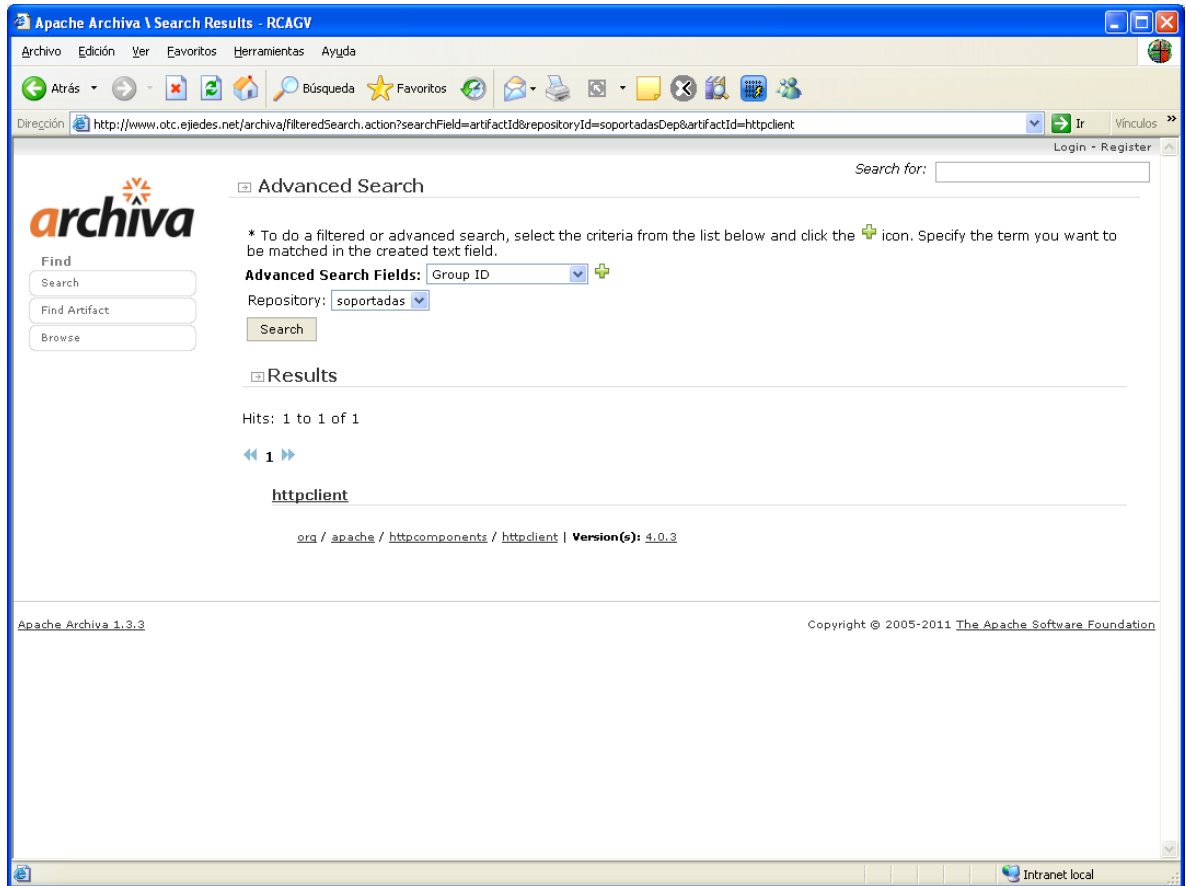 Apache Archiva \ Search Results - RCAGV
Archivo Edición Ver Favoritos Herramientas Ayuda
Atrás Búsqueda Favoritos
Dirección http://www.otc.ejiedes.net/archiva/filteredSearch.action?searchField=artifactId&repositoryId=soportadasDep&artifactId=httpclient Ir Vínculos »
Login - Register
Search for:
archiva
Advanced Search
* To do a filtered or advanced search, select the criteria from the list below and click the icon. Specify the term you want to
be matched in the created text field.
Find
Search
Find Artifact
Browse
Advanced Search Fields: Group ID
Repository: soportadas
Search
Results
Hits: 1 to 1 of 1
1
httpclient
org / apache / httpcomponents / httpclient | Version(s): 4.0.3
Apache Archiva 1.3.3
Copyright © 2005-2011 The Apache Software Foundation
Intranet local